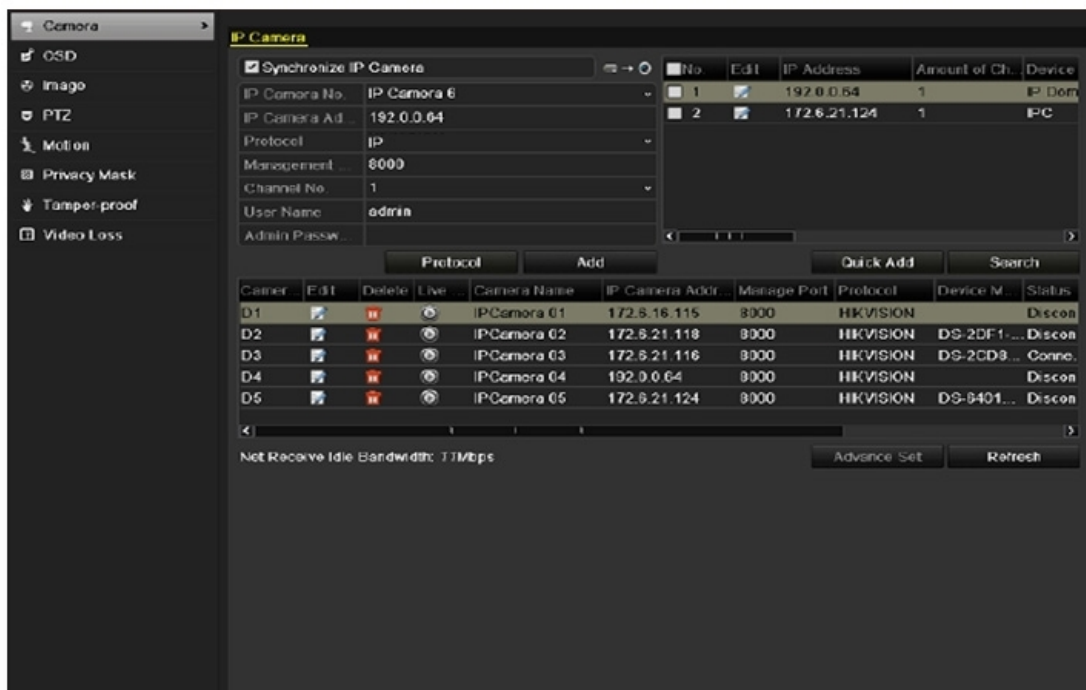 Camera
OSD
Image
PTZ
Motion
Privacy Mask
Tamper-proof
Video Loss
IP Camera
Synchronize IP Camera
IP Camera No. IP Camera 6
IP Camera Ad... 192.0.0.64
Protocol IP
Management ... 8000
Channel No. 1
User Name admin
Admin Passw...
No. Edit IP Address Amount of Ch... Device
1 192.0.0.64 1 IP Dom
2 172.6.21.124 1 IPC
Protocol Add Quick Add Search
Camer... Edit Delete Live ... Camera Name IP Camera Addr... Manage Port Protocol Device M... Status
D1 IPCamera 01 172.6.16.115 8000 HIKVISION Discon
D2 IPCamera 02 172.6.21.118 8000 HIKVISION DS-2DF1-... Discon
D3 IPCamera 03 172.6.21.116 8000 HIKVISION DS-2CD8... Conne.
D4 IPCamera 04 192.0.0.64 8000 HIKVISION Discon
D5 IPCamera 05 172.6.21.124 8000 HIKVISION DS-6401... Discon
Net Receive Idle Bandwidth: 77Mbps
Advance Set Refresh